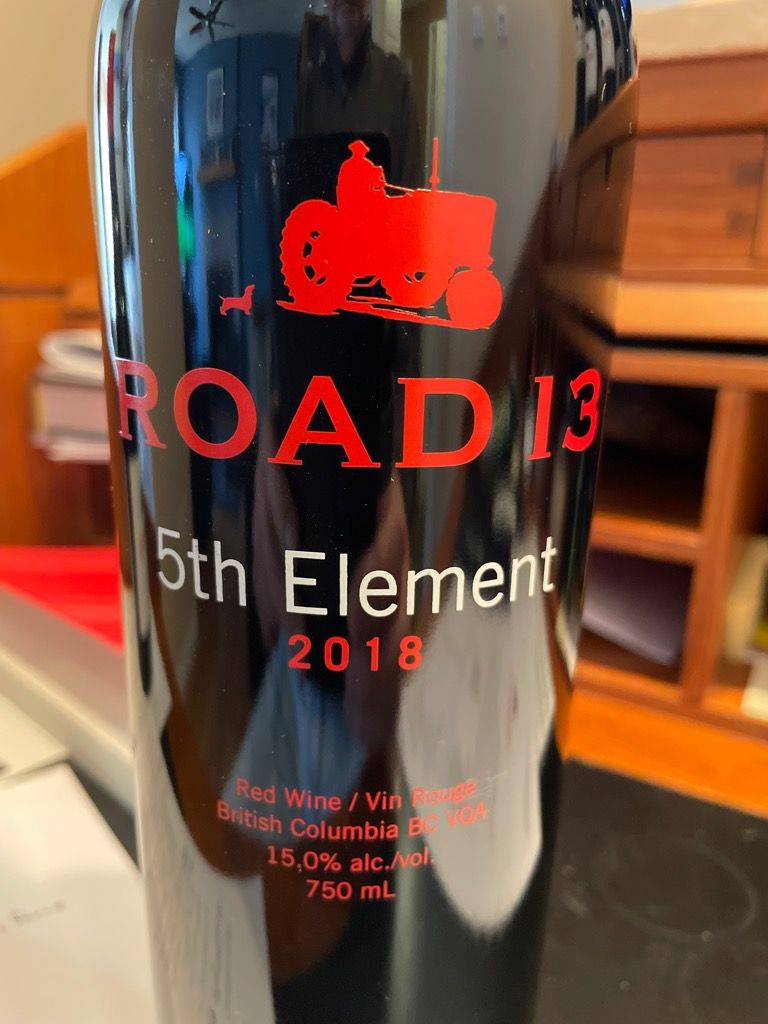 ROAD 13
5th Element
2018
Red Wine / Vin Rouge
British Columbia BC VQA
15,0% alc./vol.
750 mL